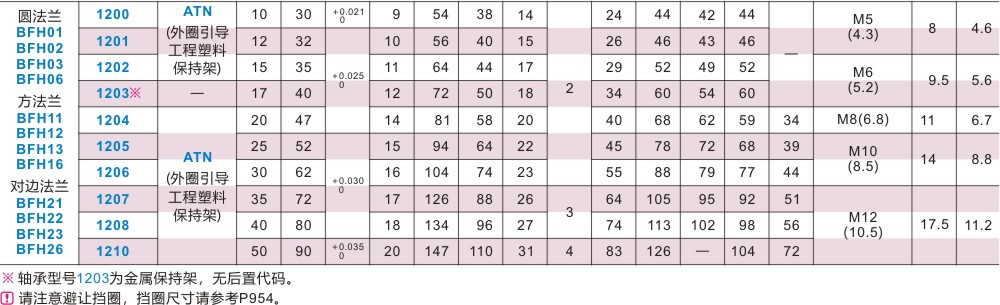 圆法兰
BFH01
BFH02
BFH03
BFH06
方法兰
BFH11
BFH12
BFH13
BFH16
对边法兰
BFH21
BFH22
BFH23
BFH26
ATN
(外圈引导
工程塑料
保持架)
—
ATN
(外圈引导
工程塑料
保持架)
1200 10 30 +0.021 0 9 54 38 14 24 44 42 44 M5 (4.3) 8 4.6
1201 12 32 10 56 40 15 26 46 43 46 —
1202 15 35 +0.025 0 11 64 44 17 2 29 52 49 52 M6 (5.2) 9.5 5.6
1203※ 17 40 12 72 50 18 34 60 54 60
1204 20 47 14 81 58 20 40 68 62 59 34 M8(6.8) 11 6.7
1205 25 52 15 94 64 22 45 78 72 68 39 M10 (8.5) 14 8.8
1206 30 62 +0.030 0 16 104 74 23 3 55 88 79 77 44
1207 35 72 17 126 88 26 64 105 95 92 51 M12 (10.5) 17.5 11.2
1208 40 80 18 134 96 27 74 113 102 98 56
1210 50 90 +0.035 0 20 147 110 31 4 83 126 — 104 72
※ 轴承型号1203为金属保持架，无后置代码。
! 请注意避让挡圈，挡圈尺寸请参考P954。